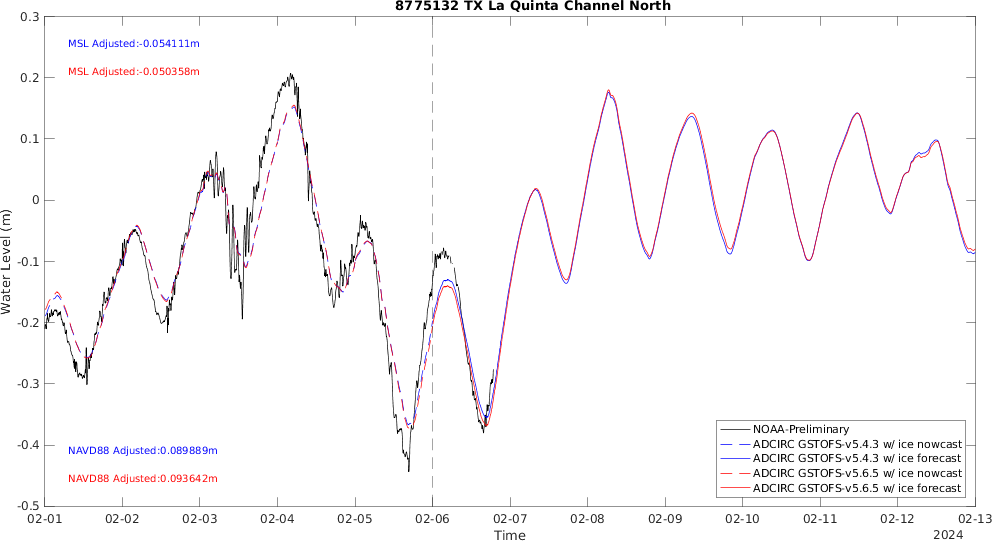 8775132 TX La Quinta Channel North
MSL Adjusted:-0.054111m
MSL Adjusted:-0.050358m
NAVD88 Adjusted:0.089889m
NAVD88 Adjusted:0.093642m
Water Level (m)
0.3
0.2
0.1
0
-0.1
-0.2
-0.3
-0.4
-0.5
NOAA-Preliminary
ADCIRC GSTOFS-v5.4.3 w/ ice nowcast
ADCIRC GSTOFS-v5.4.3 w/ ice forecast
ADCIRC GSTOFS-v5.6.5 w/ ice nowcast
ADCIRC GSTOFS-v5.6.5 w/ ice forecast
02-01 02-02 02-03 02-04 02-05 02-06 02-07 02-08 02-09 02-10 02-11 02-12 02-13
Time
2024